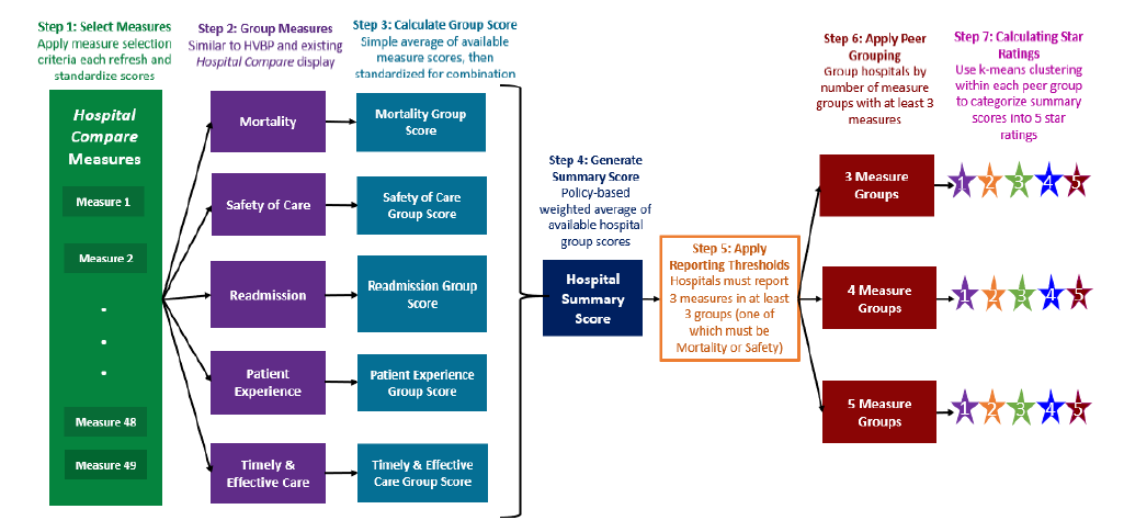 Step 1: Select Measures
Apply measure selection
criteria each refresh and
standardize scores
Hospital
Compare
Measures
Measure 1
Measure 2
.
.
.
Measure 48
Measure 49
Step 2: Group Measures
Similar to HVBP and existing
Hospital Compare display
Mortality
Safety of Care
Readmission
Patient
Experience
Timely &
Effective Care
Step 3: Calculate Group Score
Simple average of available
measure scores, then
standardized for combination
Mortality Group
Score
Safety of Care
Group Score
Readmission Group
Score
Patient Experience
Group Score
Timely & Effective
Care Group Score
Step 4: Generate
Summary Score
Policy-based
weighted average of
available hospital
group scores
Hospital
Summary
Score
Step 5: Apply
Reporting Thresholds
Hospitals must report
3 measures in at least
3 groups (one of
which must be
Mortality or Safety)
Step 6: Apply Peer
Grouping
Group hospitals by
number of measure
groups with at least 3
measures
3 Measure
Groups
4 Measure
Groups
5 Measure
Groups
Step 7: Calculating Star
Ratings
Use k-means clustering
within each peer group
to categorize summary
scores into 5 star
ratings
1 2 3 4 5
1 2 3 4 5
1 2 3 4 5